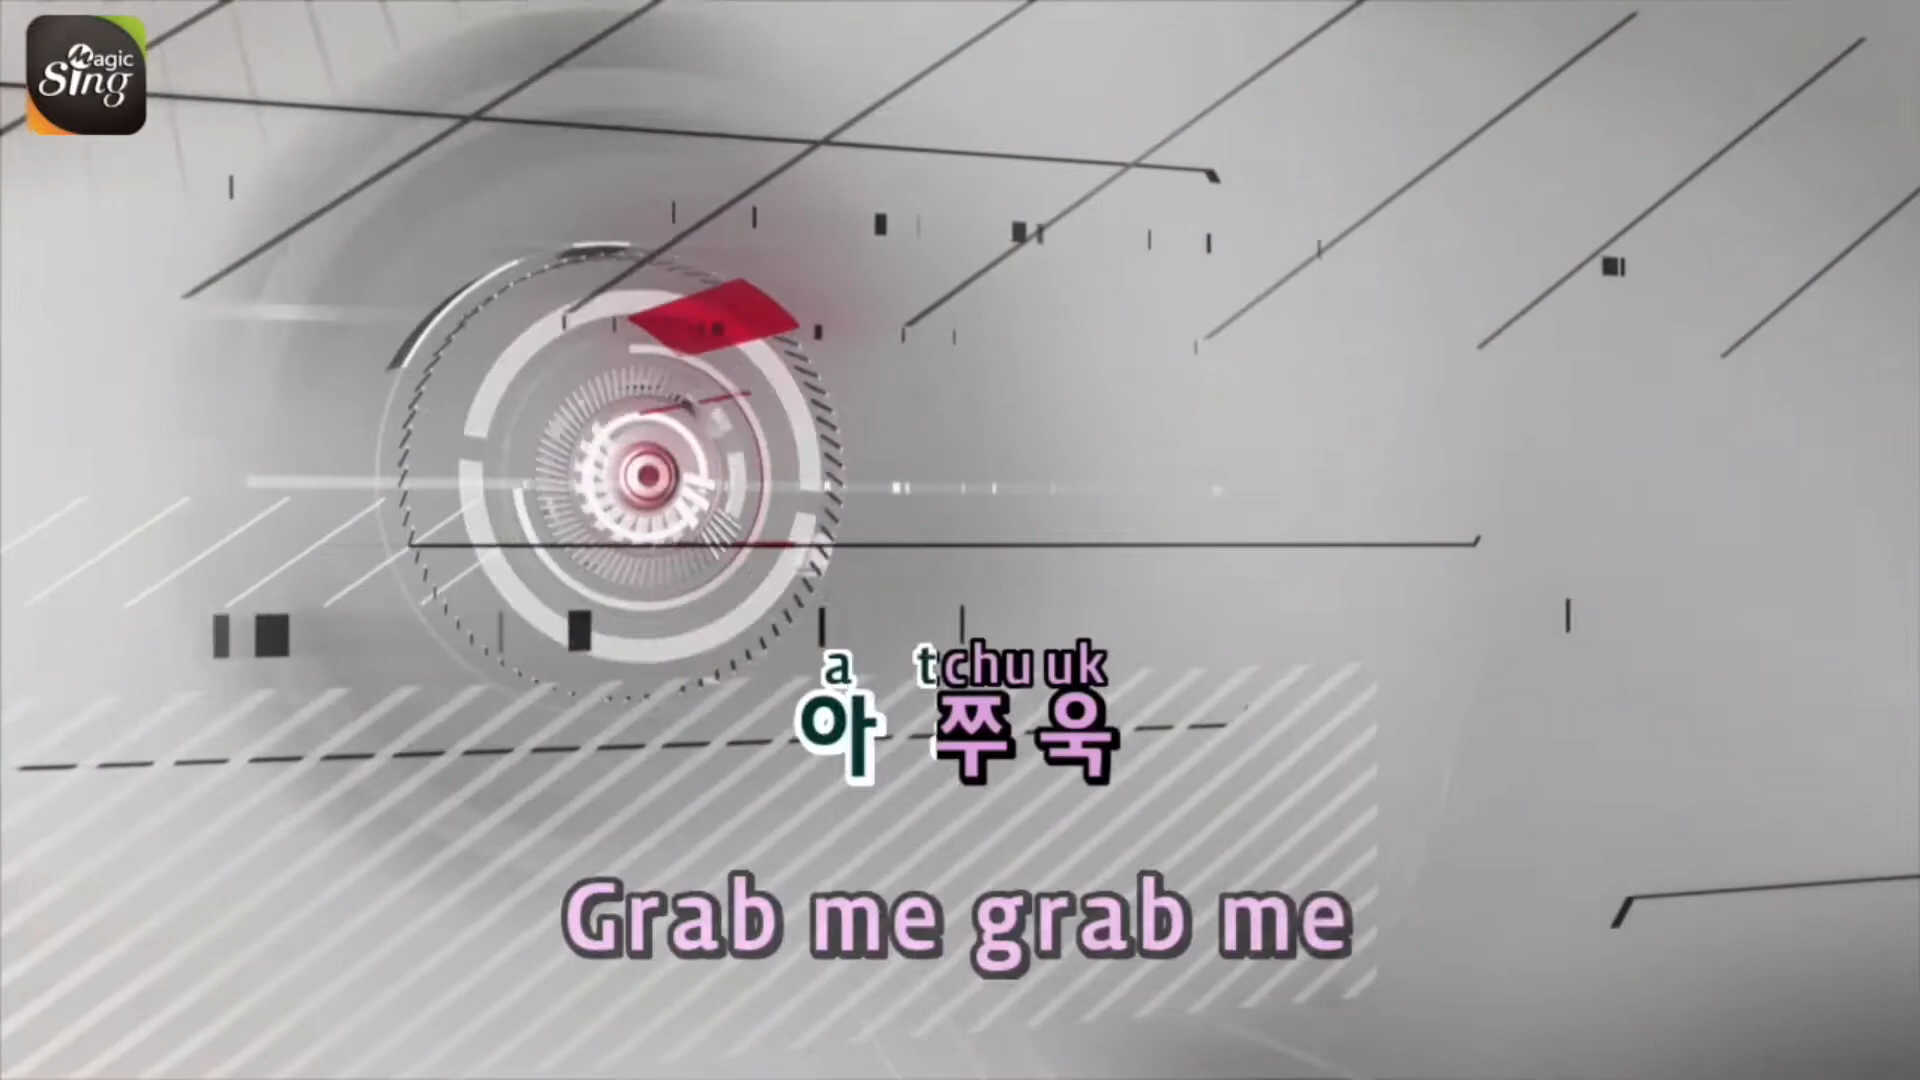 Magic
Sing
a tchu uk
아 쭈 욱
Grab me grab me